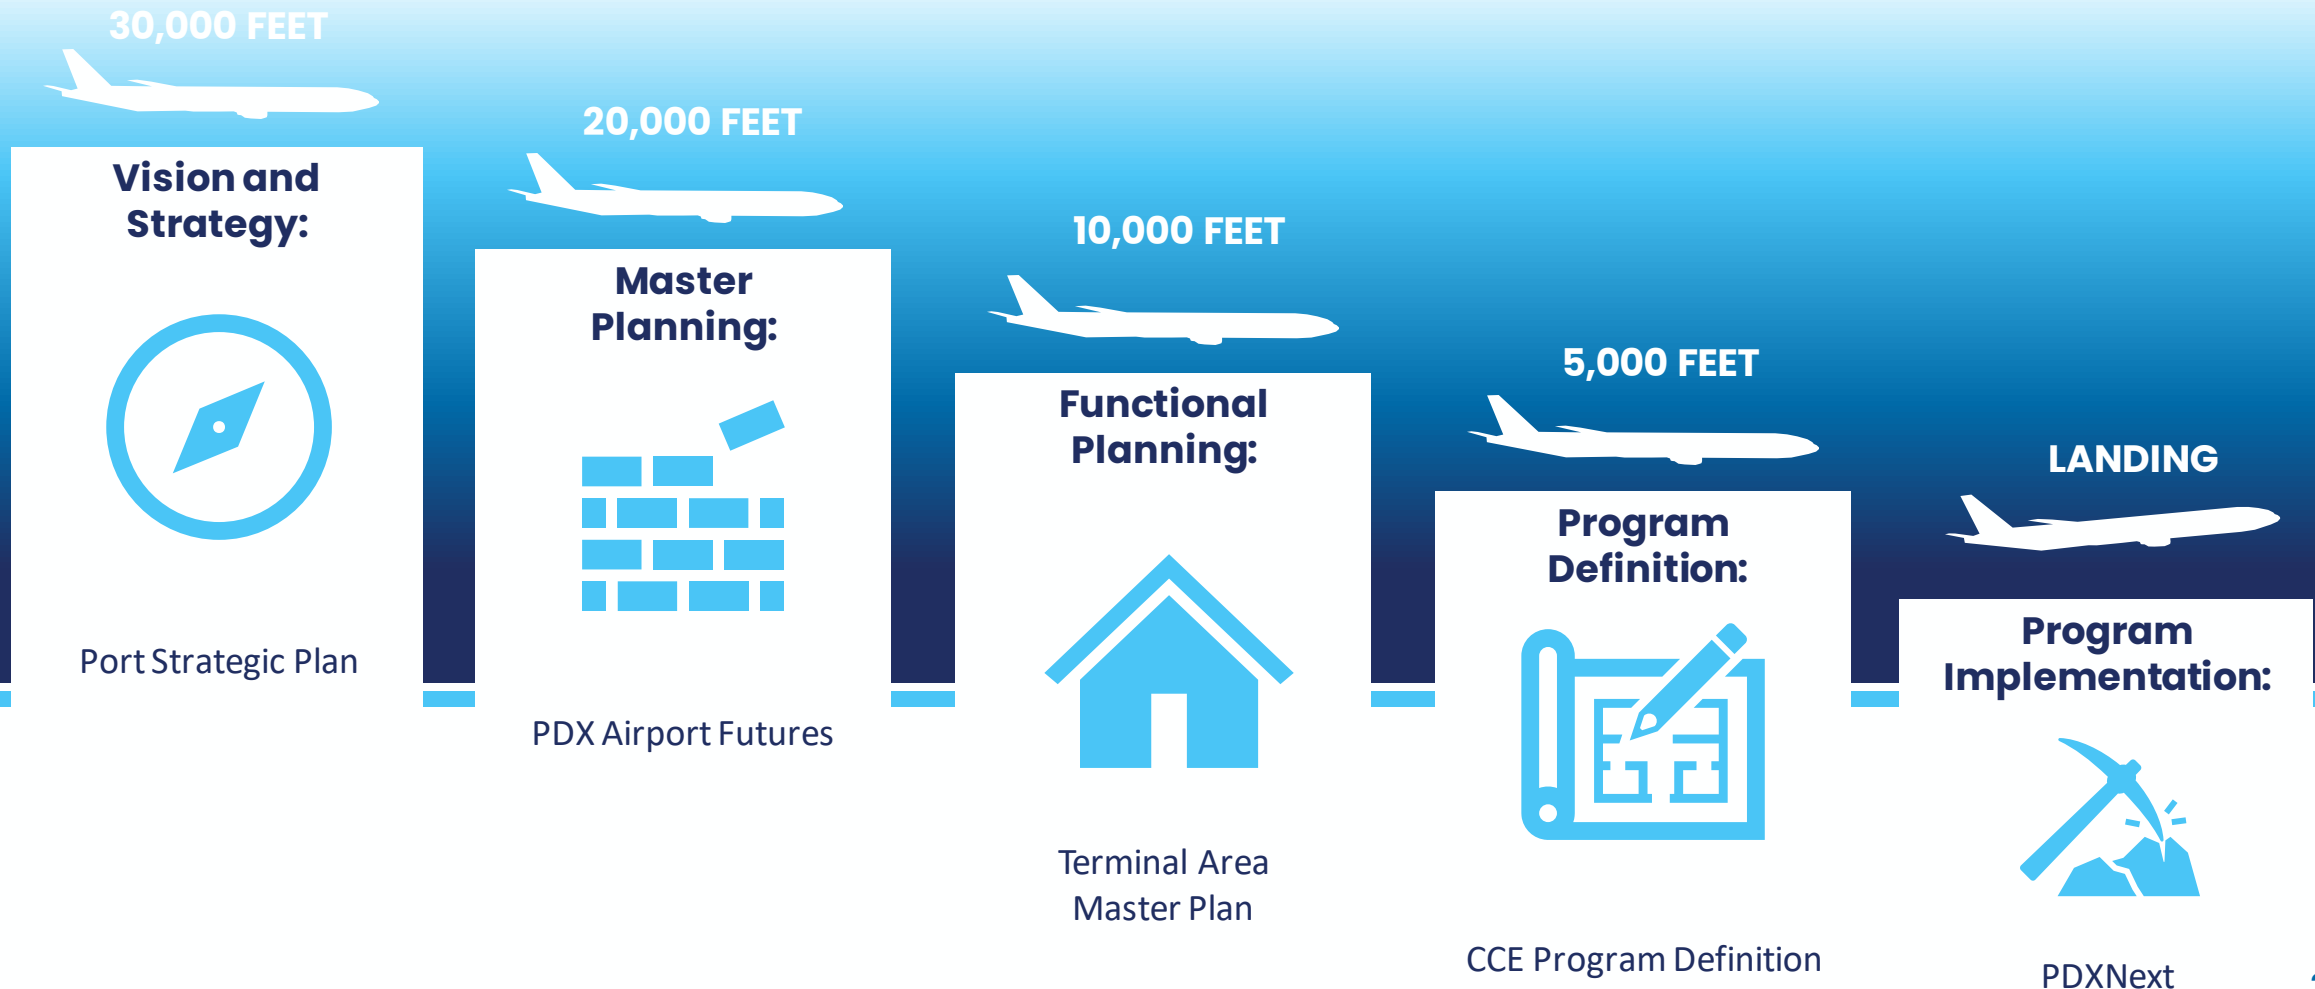 30,000 FEET
Vision and
Strategy:
Port Strategic Plan
20,000 FEET
Master
Planning:
PDX Airport Futures
10,000 FEET
Functional
Planning:
Terminal Area
Master Plan
5,000 FEET
Program
Definition:
CCE Program Definition
LANDING
Program
Implementation:
PDXNext